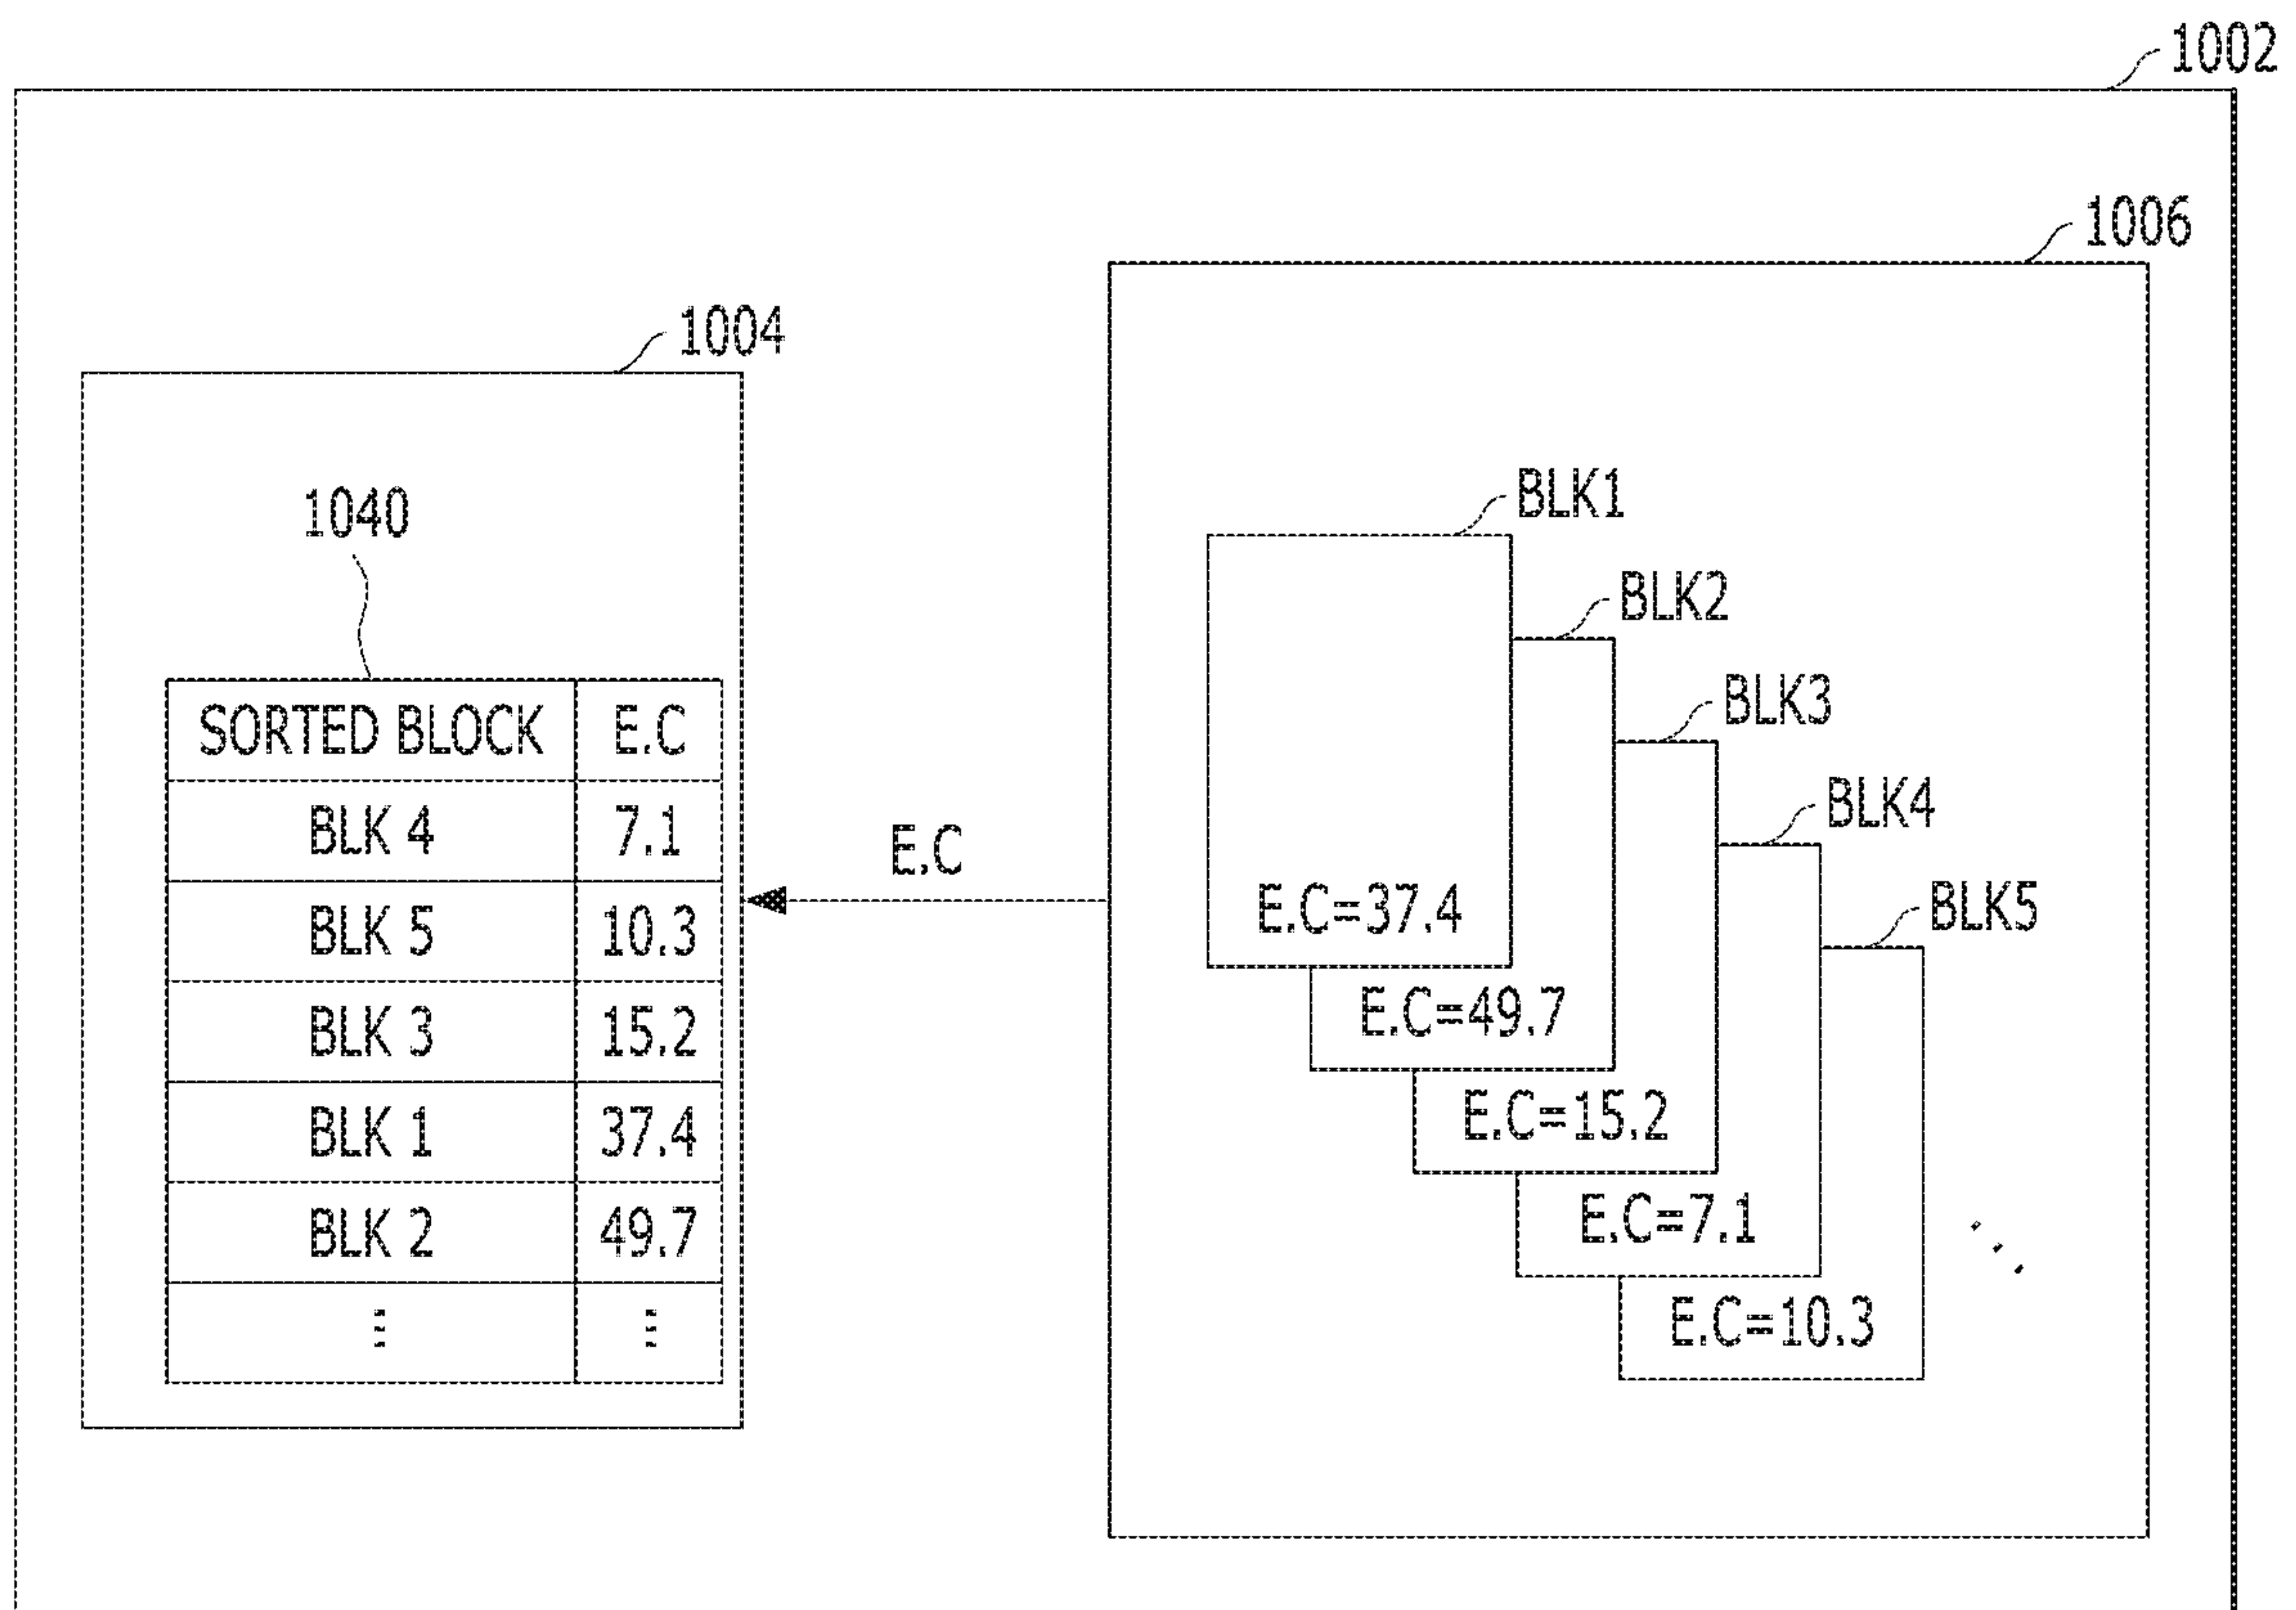 1002
1006
1004
1040
SORTED BLOCK E.C
BLK 4 7.1
BLK 5 10.3
BLK 3 15.2
BLK 1 37.4
BLK 2 49.7
⋮ ⋮
E.C
BLK1
BLK2
BLK3
BLK4
BLK5
E.C=37.4
E.C=49.7
E.C=15.2
E.C=7.1
E.C=10.3